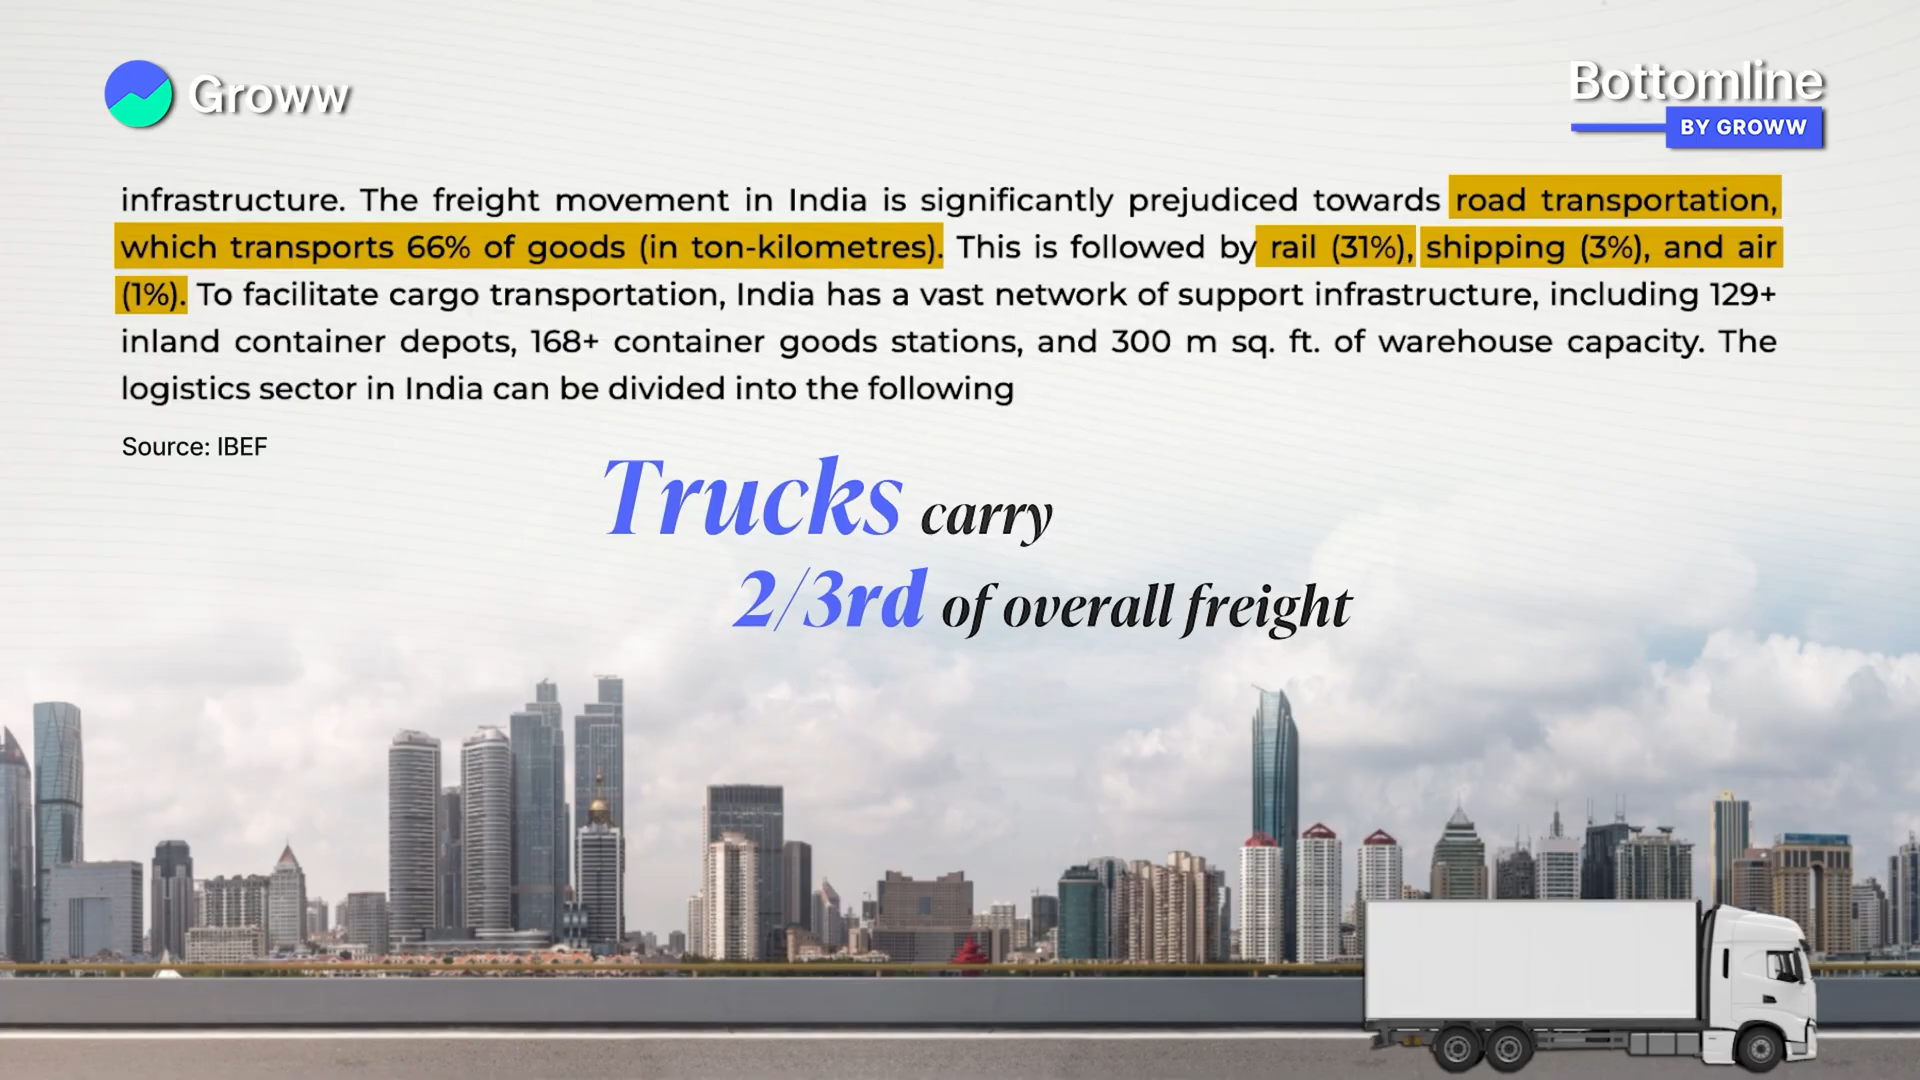 Groww
Bottomline
BY GROWW
infrastructure. The freight movement in India is significantly prejudiced towards road transportation,
which transports 66% of goods (in ton-kilometres). This is followed by rail (31%), shipping (3%), and air
(1%). To facilitate cargo transportation, India has a vast network of support infrastructure, including 129+
inland container depots, 168+ container goods stations, and 300 m sq. ft. of warehouse capacity. The
logistics sector in India can be divided into the following
Source: IBEF
Trucks carry
2/3rd of overall freight